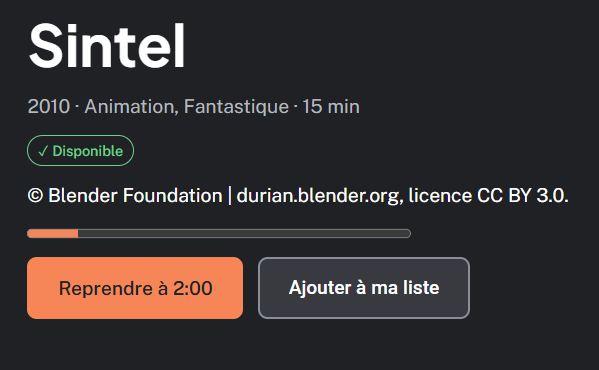 Sintel
2010 · Animation, Fantastique · 15 min
✓ Disponible
© Blender Foundation | durian.blender.org, licence CC BY 3.0.
Reprendre à 2:00
Ajouter à ma liste